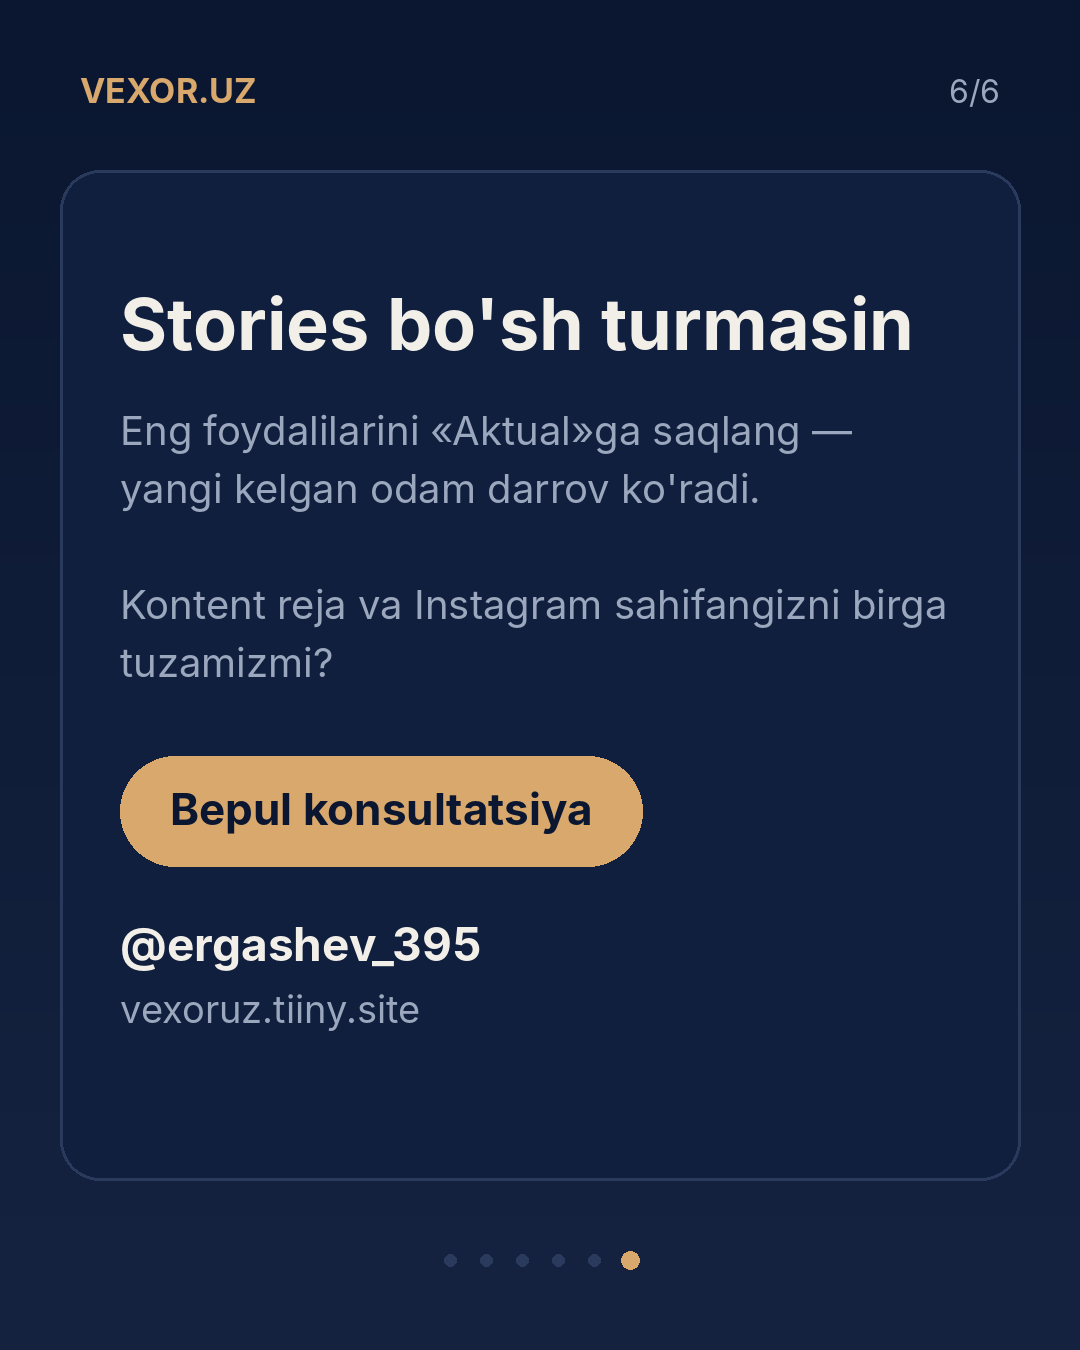 VEXOR.UZ
6/6
Stories bo'sh turmasin
Eng foydalilarini «Aktual»ga saqlang —
yangi kelgan odam darrov ko'radi.
Kontent reja va Instagram sahifangizni birga
tuzamizmi?
Bepul konsultatsiya
@ergashev_395
vexoruz.tiiny.site